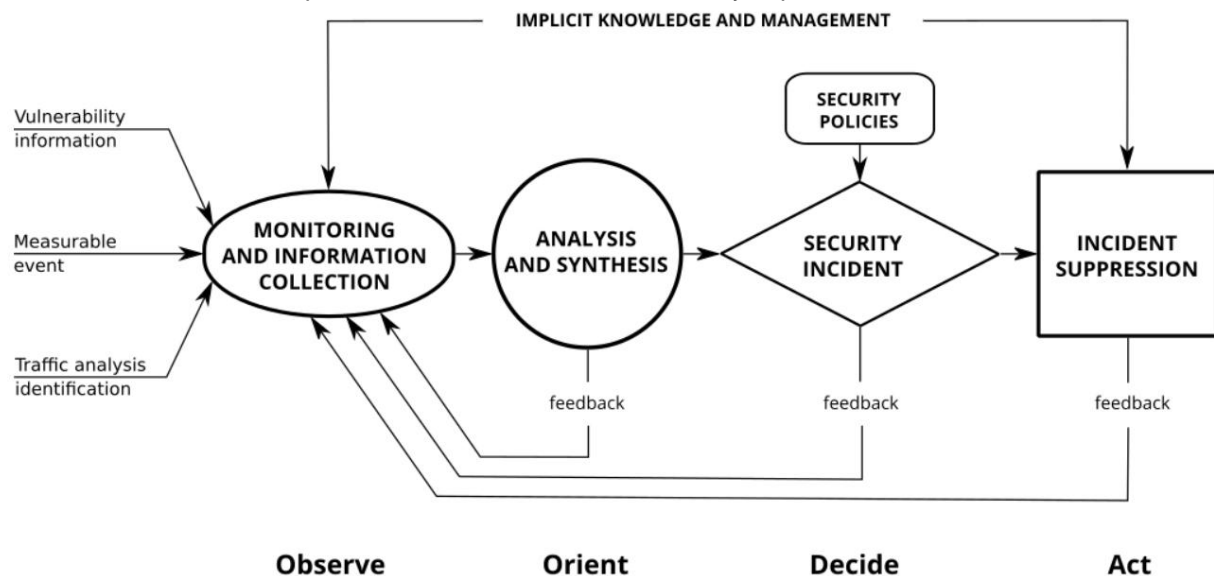 IMPLICIT KNOWLEDGE AND MANAGEMENT
SECURITY
POLICIES
Vulnerability
information
Measurable
event
Traffic analysis
identification
MONITORING
AND INFORMATION
COLLECTION
ANALYSIS
AND SYNTHESIS
SECURITY
INCIDENT
INCIDENT
SUPPRESSION
feedback
feedback
feedback
Observe
Orient
Decide
Act